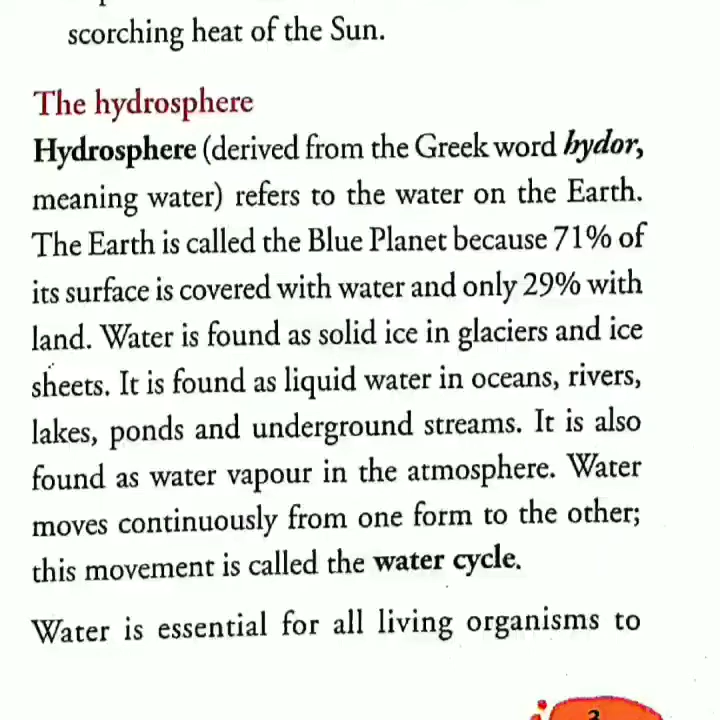 scorching heat of the Sun.
The hydrosphere
Hydrosphere (derived from the Greek word hydor,
meaning water) refers to the water on the Earth.
The Earth is called the Blue Planet because 71% of
its surface is covered with water and only 29% with
land. Water is found as solid ice in glaciers and ice
sheets. It is found as liquid water in oceans, rivers,
lakes, ponds and underground streams. It is also
found as water vapour in the atmosphere. Water
moves continuously from one form to the other;
this movement is called the water cycle.
Water is essential for all living organisms to